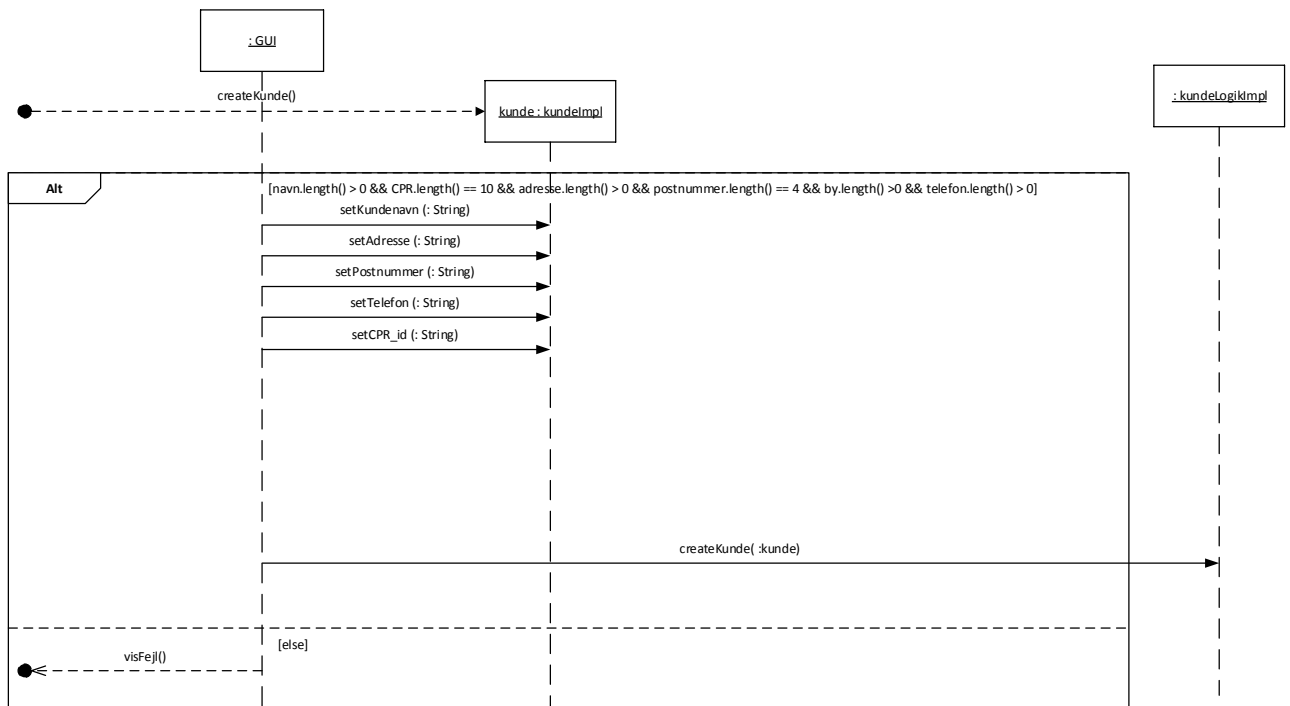 : GUI
createKunde()
kunde : kundeImpl
: kundeLogikImpl
Alt
[navn.length() > 0 && CPR.length() == 10 && adresse.length() > 0 && postnummer.length() == 4 && by.length() >0 && telefon.length() > 0]
setKundenavn (: String)
setAdresse (: String)
setPostnummer (: String)
setTelefon (: String)
setCPR_id (: String)
createKunde( :kunde)
[else]
visFejl()